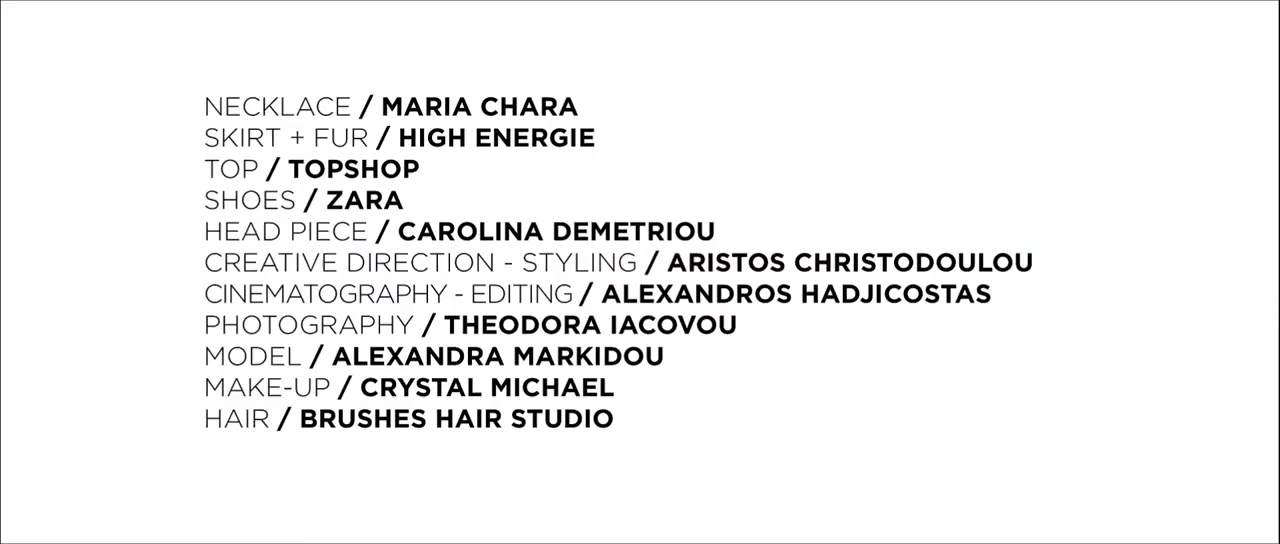 NECKLACE / MARIA CHARA
SKIRT + FUR / HIGH ENERGIE
TOP / TOPSHOP
SHOES / ZARA
HEAD PIECE / CAROLINA DEMETRIOU
CREATIVE DIRECTION - STYLING / ARISTOS CHRISTODOULOU
CINEMATOGRAPHY - EDITING / ALEXANDROS HADJICOSTAS
PHOTOGRAPHY / THEODORA IACOVOU
MODEL / ALEXANDRA MARKIDOU
MAKE-UP / CRYSTAL MICHAEL
HAIR / BRUSHES HAIR STUDIO